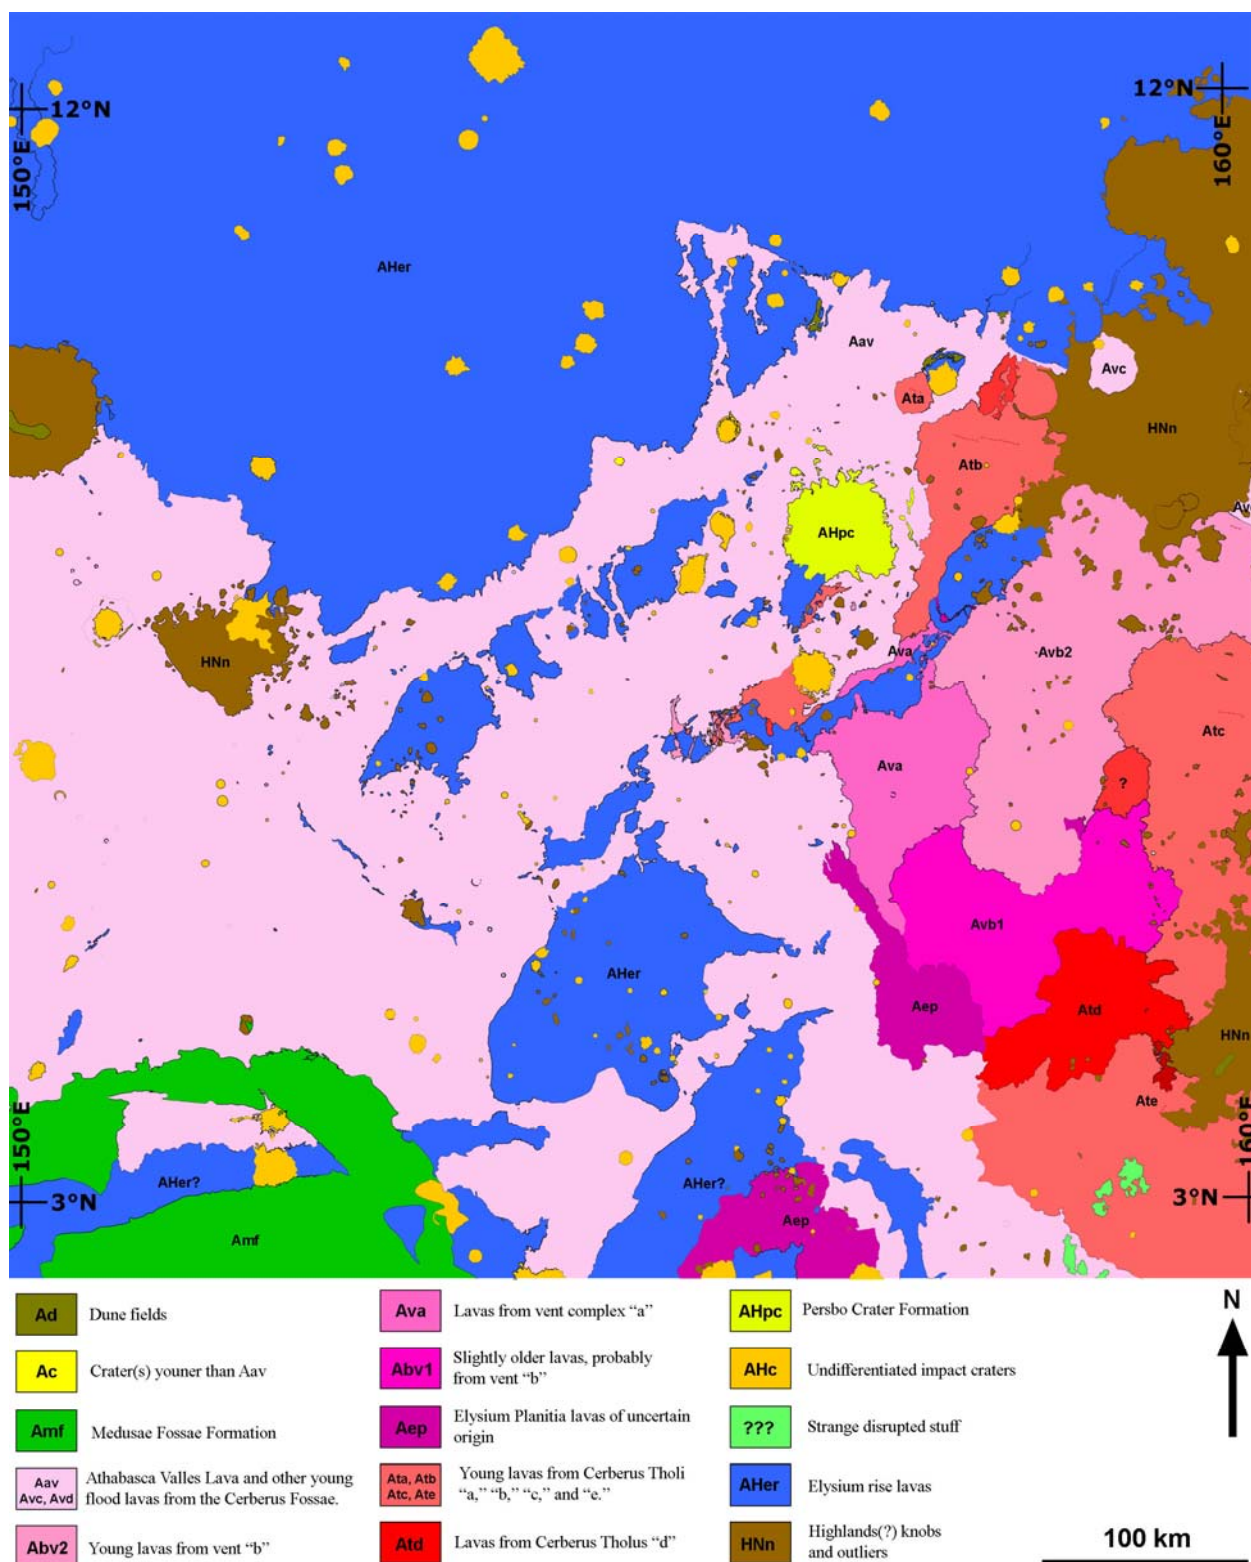 12°N
150°E
12°N
160°E
AHer
Aav
Avc
Ata
HNn
Atb
AHpc
HNn
Ava
Avb2
Atc
Ava
?
Avb1
AHer
Aep
Atd
HNn
Ate
150°E
160°E
AHer?
AHer?
3°N
3°N
Aep
Amf
Ad Dune fields
Ac Crater(s) youner than Aav
Amf Medusae Fossae Formation
Aav
Avc, Avd
Athabasca Valles Lava and other young
flood lavas from the Cerberus Fossae.
Abv2 Young lavas from vent “b”
Ava Lavas from vent complex “a”
Abv1 Slightly older lavas, probably
from vent “b”
Aep Elysium Planitia lavas of uncertain
origin
Ata, Atb
Atc, Ate
Young lavas from Cerberus Tholi
“a,” “b,” “c,” and “e.”
Atd Lavas from Cerberus Tholus “d”
AHpc Persbo Crater Formation
AHc Undifferentiated impact craters
??? Strange disrupted stuff
AHer Elysium rise lavas
HNn Highlands(?) knobs
and outliers
N
100 km